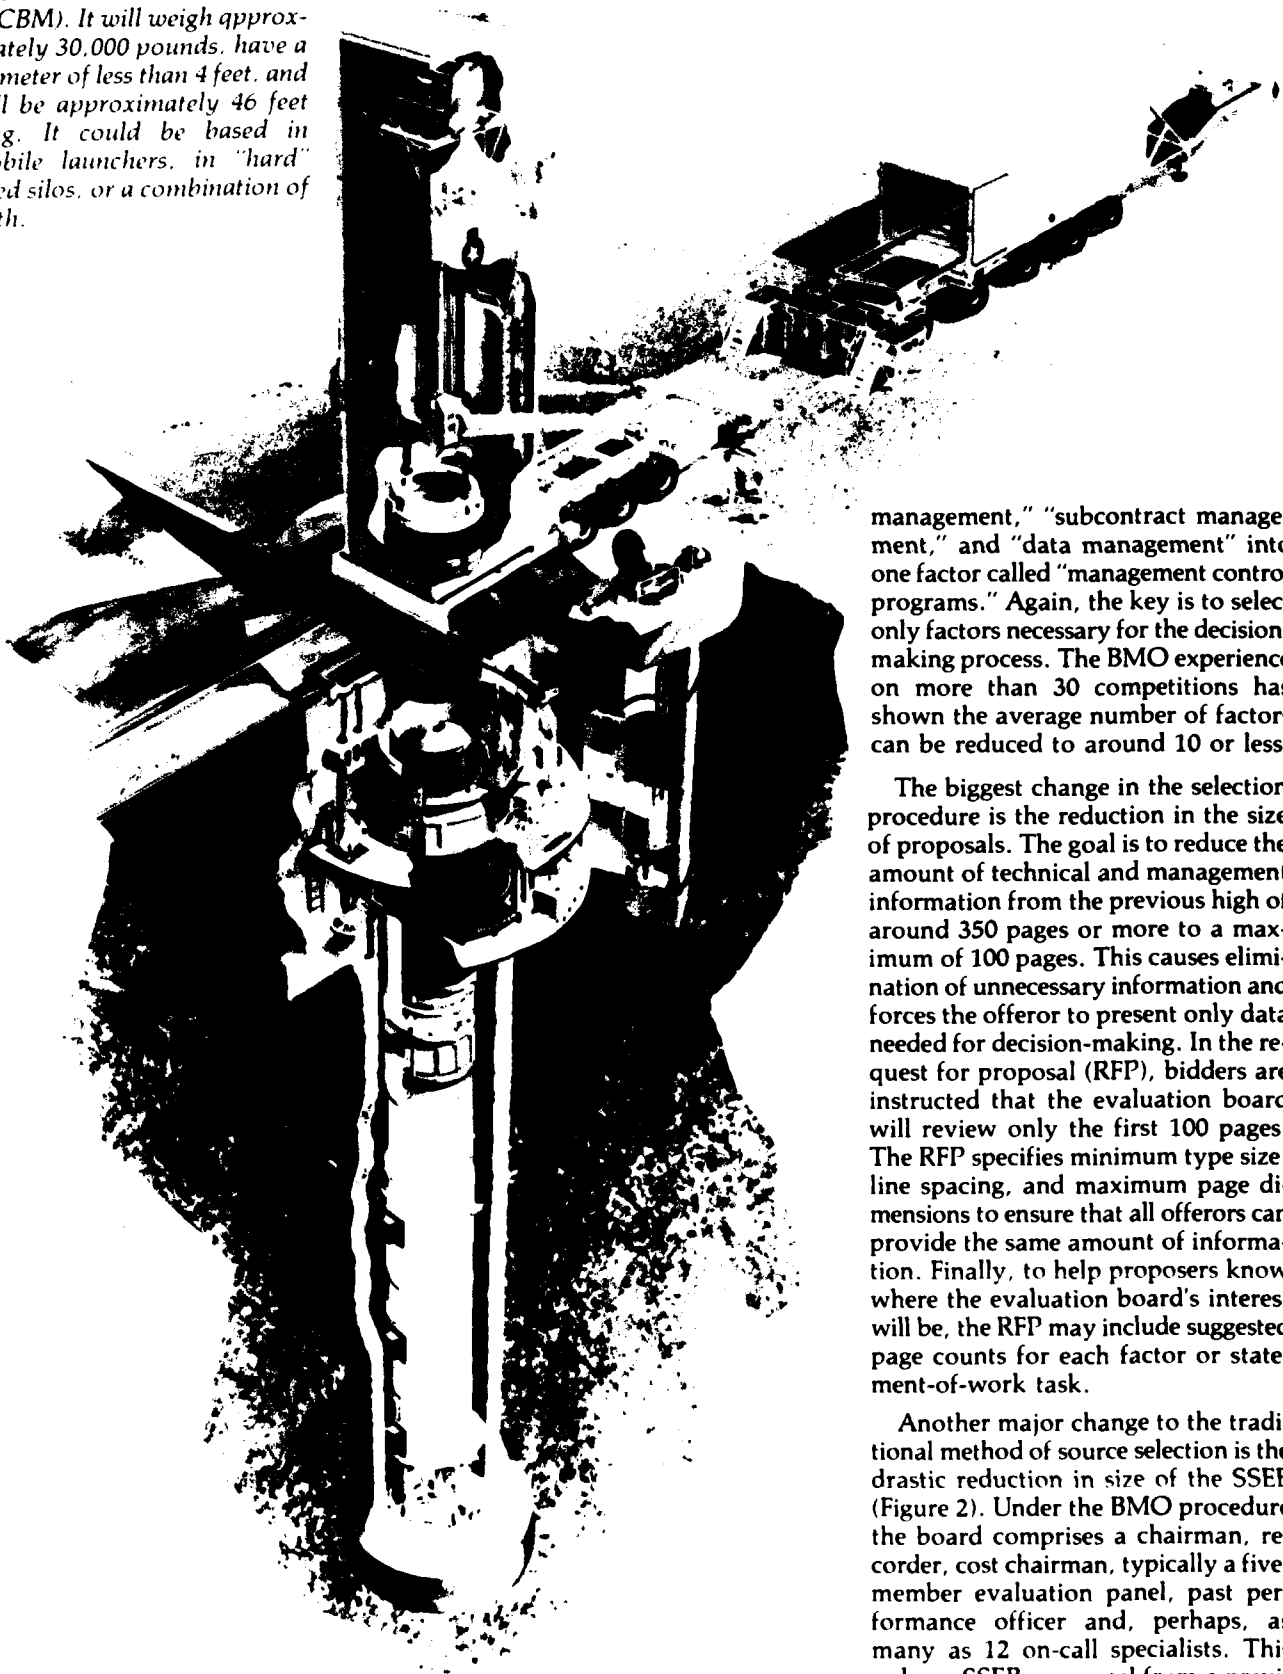 CBM). It will weigh approx-
ately 30,000 pounds, have a
meter of less than 4 feet, and
l be approximately 46 feet
g. It could be based in
bile launchers, in "hard"
ed silos, or a combination of
th.
management," "subcontract manage
ment," and "data management" int
one factor called "management contro
programs." Again, the key is to selec
only factors necessary for the decision
making process. The BMO experienc
on more than 30 competitions ha
shown the average number of factor
can be reduced to around 10 or less
The biggest change in the selection
procedure is the reduction in the size
of proposals. The goal is to reduce the
amount of technical and management
information from the previous high of
around 350 pages or more to a max-
imum of 100 pages. This causes elimi-
nation of unnecessary information and
forces the offeror to present only data
needed for decision-making. In the re-
quest for proposal (RFP), bidders are
instructed that the evaluation board
will review only the first 100 pages
The RFP specifies minimum type size
line spacing, and maximum page di-
mensions to ensure that all offerors can
provide the same amount of informa-
tion. Finally, to help proposers know
where the evaluation board's interes
will be, the RFP may include suggested
page counts for each factor or state
ment-of-work task.
Another major change to the tradi
tional method of source selection is the
drastic reduction in size of the SSEB
(Figure 2). Under the BMO procedure
the board comprises a chairman, re
corder, cost chairman, typically a five
member evaluation panel, past per
formance officer and, perhaps, as
many as 12 on-call specialists. This